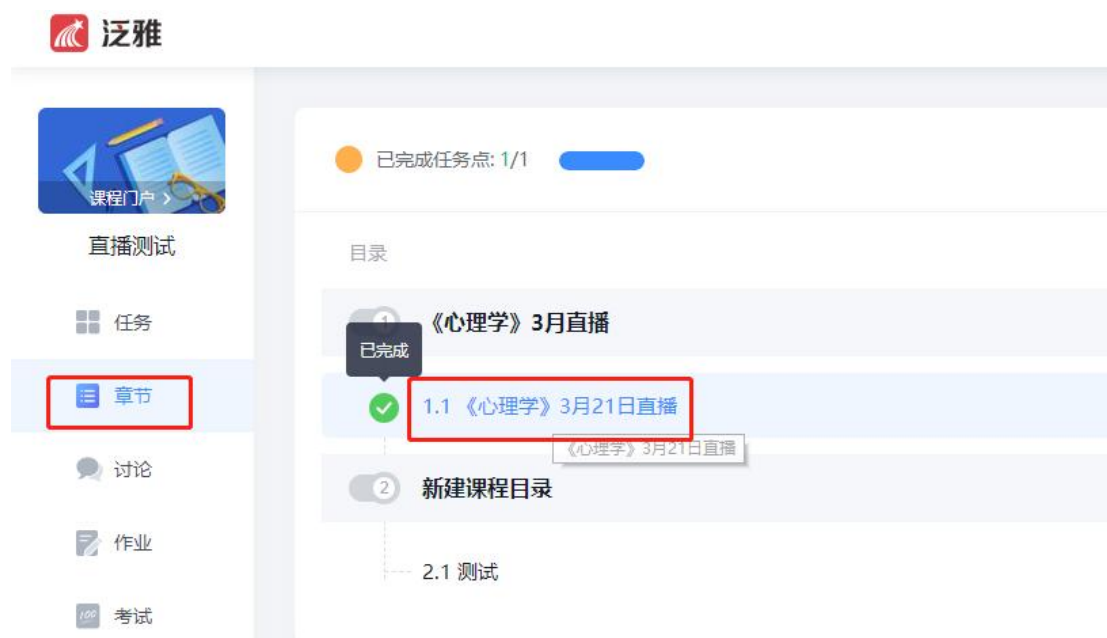 泛雅
课程门户 >
直播测试
任务
章节
讨论
作业
100
考试
已完成任务点: 1/1
目录
1
《心理学》3月直播
已完成
1.1 《心理学》3月21日直播
《心理学》3月21日直播
2
新建课程目录
2.1 测试